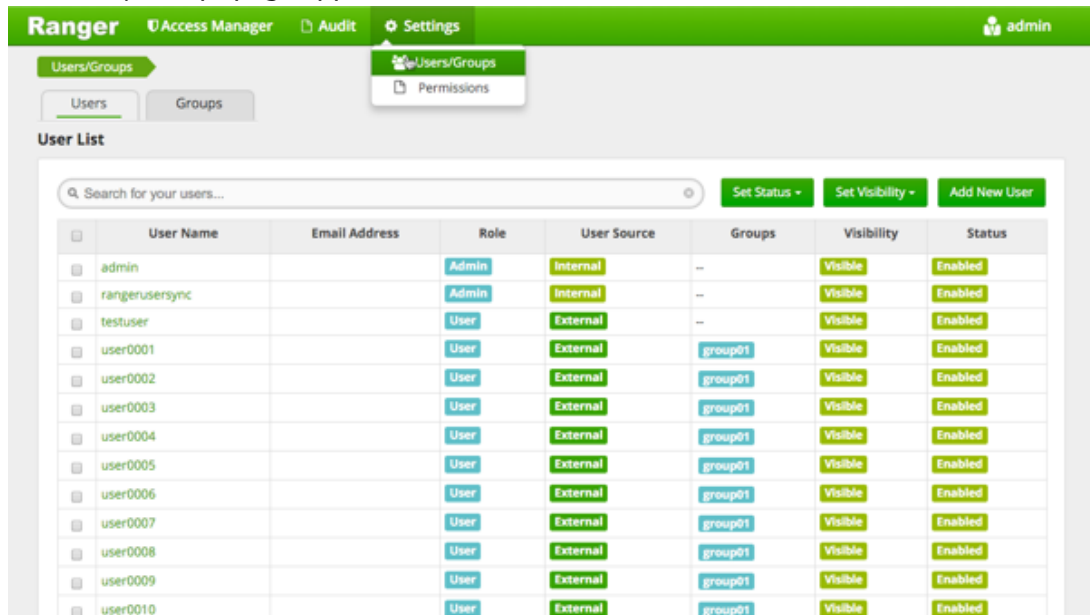 Ranger Access Manager Audit Settings admin
Users/Groups
Permissions
Users/Groups
Users Groups
User List
Search for your users...
Set Status Set Visibility Add New User
User Name Email Address Role User Source Groups Visibility Status
admin Admin Internal -- Visible Enabled
rangerusersync Admin Internal -- Visible Enabled
testuser User External -- Visible Enabled
user0001 User External group01 Visible Enabled
user0002 User External group01 Visible Enabled
user0003 User External group01 Visible Enabled
user0004 User External group01 Visible Enabled
user0005 User External group01 Visible Enabled
user0006 User External group01 Visible Enabled
user0007 User External group01 Visible Enabled
user0008 User External group01 Visible Enabled
user0009 User External group01 Visible Enabled
user0010 User External group01 Visible Enabled